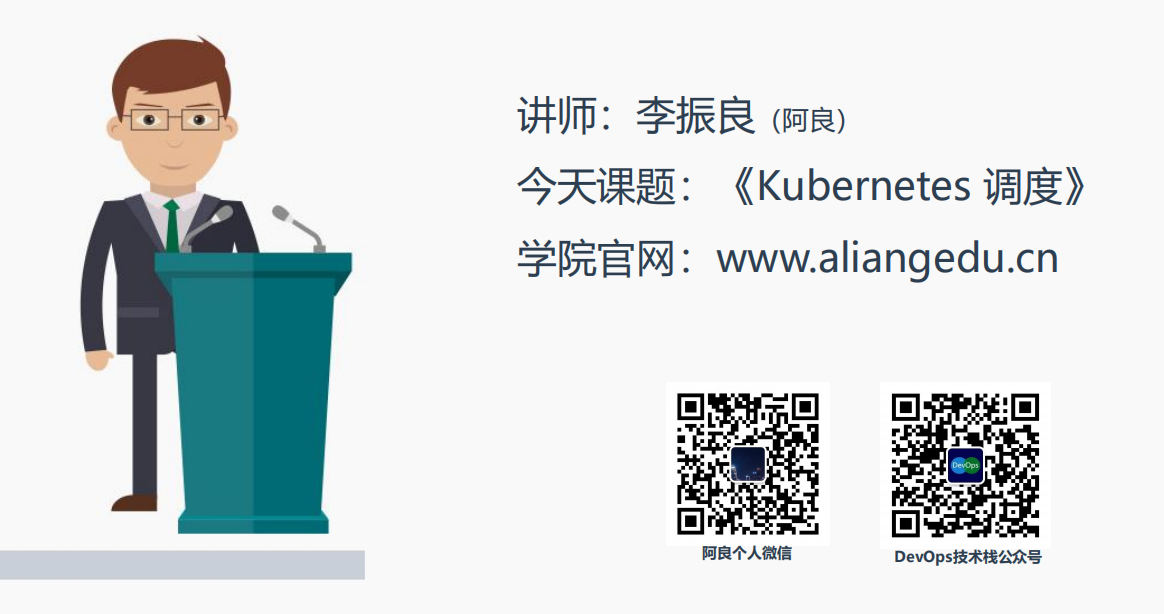 讲师：李振良（阿良）
今天课题：《Kubernetes 调度》
学院官网：www.aliangedu.cn
DevOps
阿良个人微信
DevOps技术栈公众号